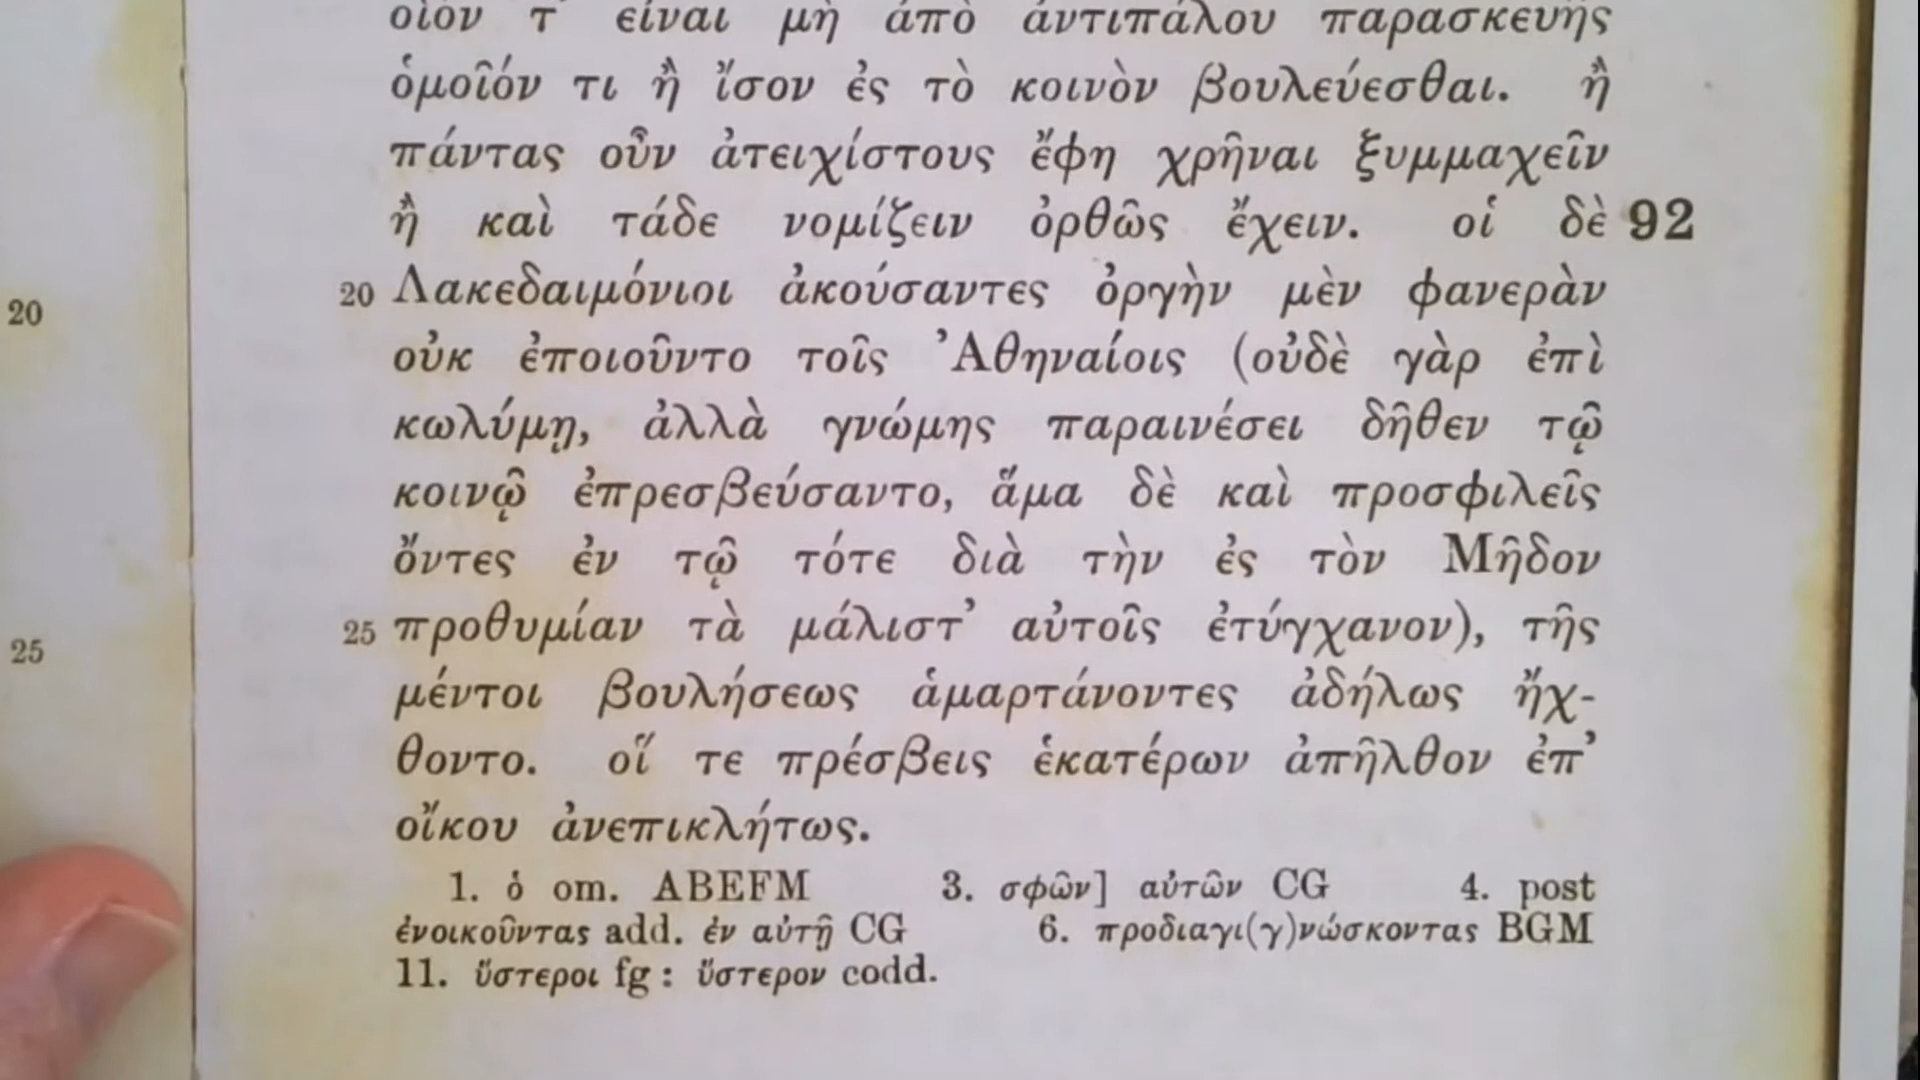 οἷόν τ' εἶναι μὴ ἀπὸ ἀντιπάλου παρασκευῆς
ὁμοῖόν τι ἢ ἴσον ἐς τὸ κοινὸν βουλεύεσθαι. ἢ
πάντας οὖν ἀτειχίστους ἔφη χρῆναι ξυμμαχεῖν
ἢ καὶ τάδε νομίζειν ὀρθῶς ἔχειν. οἱ δὲ 92
20 Λακεδαιμόνιοι ἀκούσαντες ὀργὴν μὲν φανερὰν
20
οὐκ ἐποιοῦντο τοῖς Ἀθηναίοις (οὐδὲ γὰρ ἐπὶ
κωλύμῃ, ἀλλὰ γνώμης παραινέσει δῆθεν τῷ
κοινῷ ἐπρεσβεύσαντο, ἅμα δὲ καὶ προσφιλεῖς
ὄντες ἐν τῷ τότε διὰ τὴν ἐς τὸν Μῆδον
25 προθυμίαν τὰ μάλιστ' αὐτοῖς ἐτύγχανον), τῆς
25
μέντοι βουλήσεως ἁμαρτάνοντες ἀδήλως ἤχ-
θοντο. οἵ τε πρέσβεις ἑκατέρων ἀπῆλθον ἐπ'
οἴκου ἀνεπικλήτως.
1. ὁ om. ABEFM 3. σφῶν] αὐτῶν CG 4. post
ἐνοικοῦντας add. ἐν αὐτῇ CG 6. προδιαγι(γ)νώσκοντας BGM
11. ὕστεροι fg : ὕστερον codd.